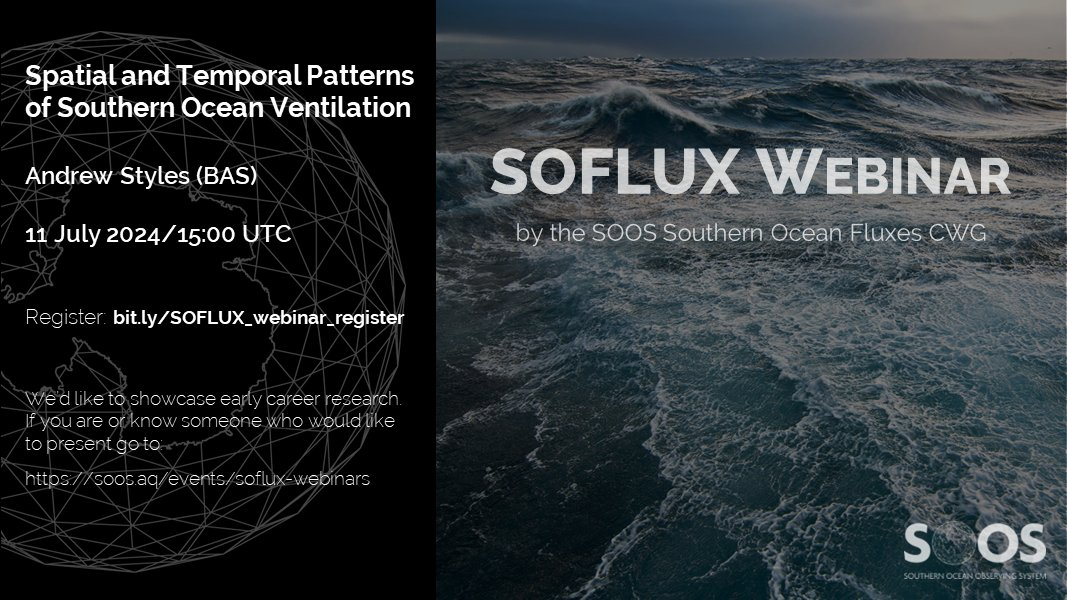 Spatial and Temporal Patterns
of Southern Ocean Ventilation
Andrew Styles (BAS)
11 July 2024/15:00 UTC
Register: bit.ly/SOFLUX_webinar_register
We'd like to showcase early career research.
If you are or know someone who would like
to present go to:
https://soos.aq/events/soflux-webinars
SOFLUX WEBINAR
by the SOOS Southern Ocean Fluxes CWG
SOOS
SOUTHERN OCEAN OBSERVING SYSTEM